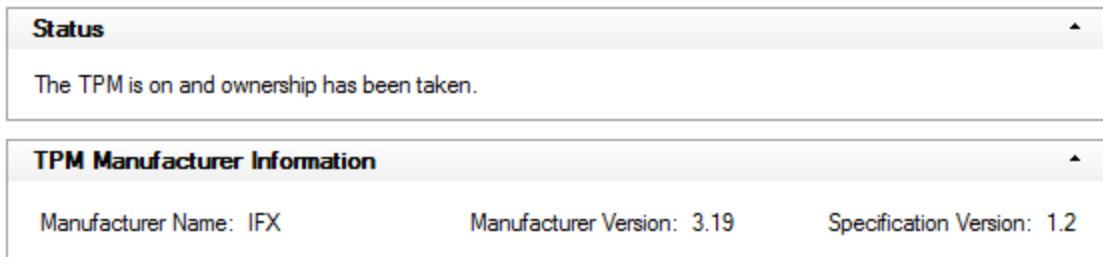 Status
The TPM is on and ownership has been taken.
TPM Manufacturer Information
Manufacturer Name: IFX Manufacturer Version: 3.19 Specification Version: 1.2